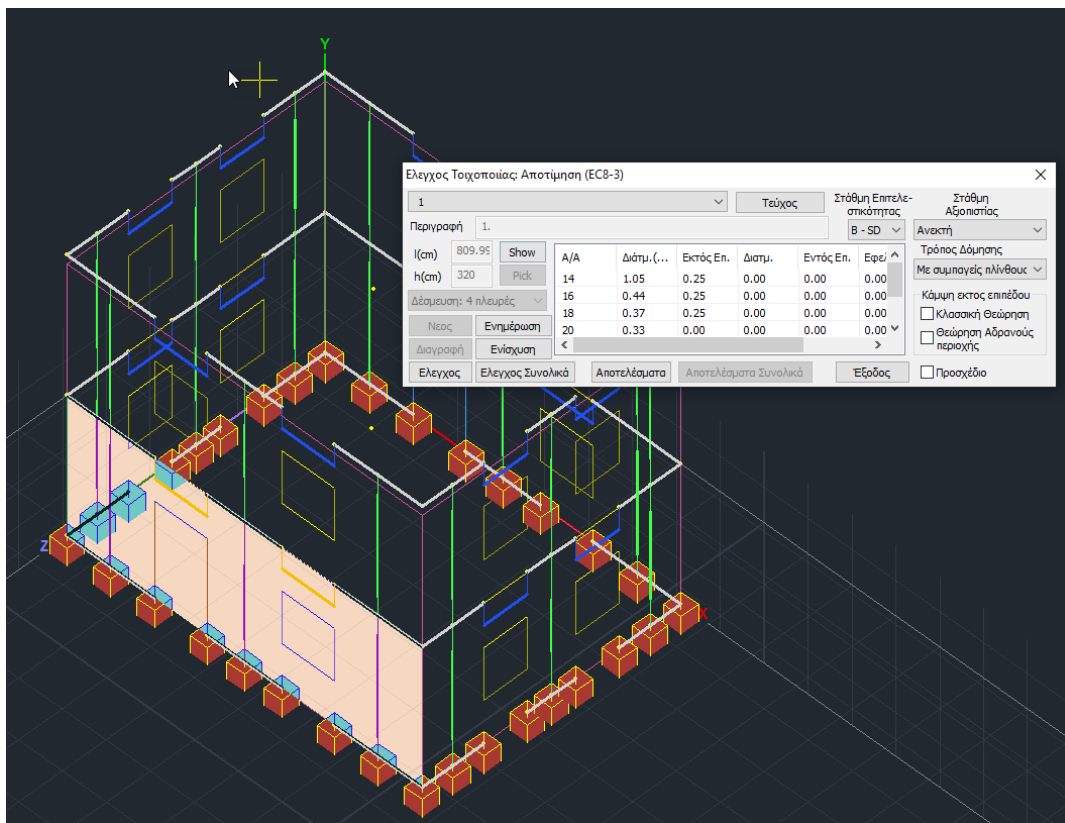 Y
Ελεγχος Τοιχοποιίας: Αποτίμηση (EC8-3)
1
Τεύχος
Στάθμη Επιτελε-
στικότητας
Στάθμη
Αξιοπιστίας
Περιγραφή
1.
B - SD
Ανεκτή
l(cm)
809.99
Show
h(cm)
320
Pick
Τρόπος Δόμησης
Με συμπαγείς πλίνθους
Α/Α Διάτμ.(... Εκτός Επ. Διατμ. Εντός Επ. Εφελ
14 1.05 0.25 0.00 0.00 0.00
16 0.44 0.25 0.00 0.00 0.00
18 0.37 0.25 0.00 0.00 0.00
20 0.33 0.00 0.00 0.00 0.00
Δέσμευση: 4 πλευρές
Νεος
Ενημέρωση
Διαγραφή
Ενίσχυση
Κάμψη εκτος επιπέδου
Κλασσική Θεώρηση
Θεώρηση Αδρανούς
περιοχής
Ελεγχος
Ελεγχος Συνολικά
Αποτελέσματα
Αποτελέσματα Συνολικά
Έξοδος
Προσχέδιο
Z
X